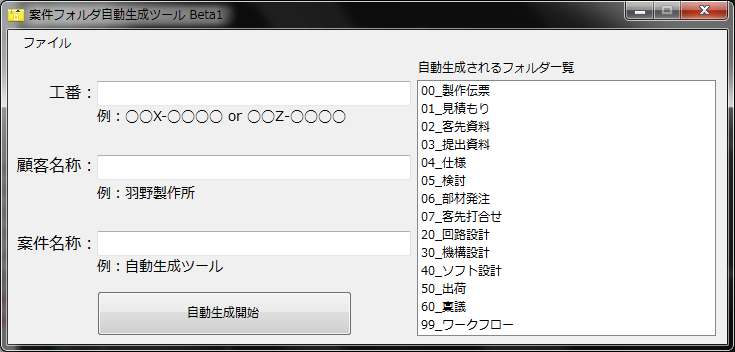 案件フォルダ自動生成ツール Beta1
ファイル
工番：
例：○○X-○○○○ or ○○Z-○○○○
顧客名称：
例：羽野製作所
案件名称：
例：自動生成ツール
自動生成開始
自動生成されるフォルダ一覧
00_製作伝票
01_見積もり
02_客先資料
03_提出資料
04_仕様
05_検討
06_部材発注
07_客先打合せ
20_回路設計
30_機構設計
40_ソフト設計
50_出荷
60_稟議
99_ワークフロー